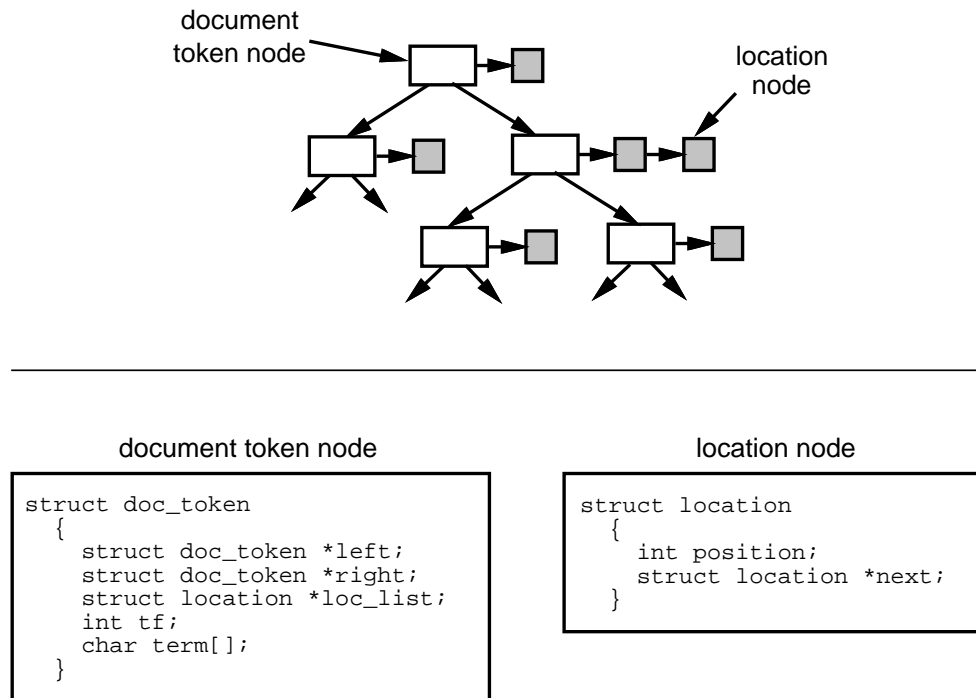 document
token node
location
node
document token node
location node
struct doc_token
{
struct doc_token *left;
struct doc_token *right;
struct location *loc_list;
int tf;
char term[];
}
struct location
{
int position;
struct location *next;
}